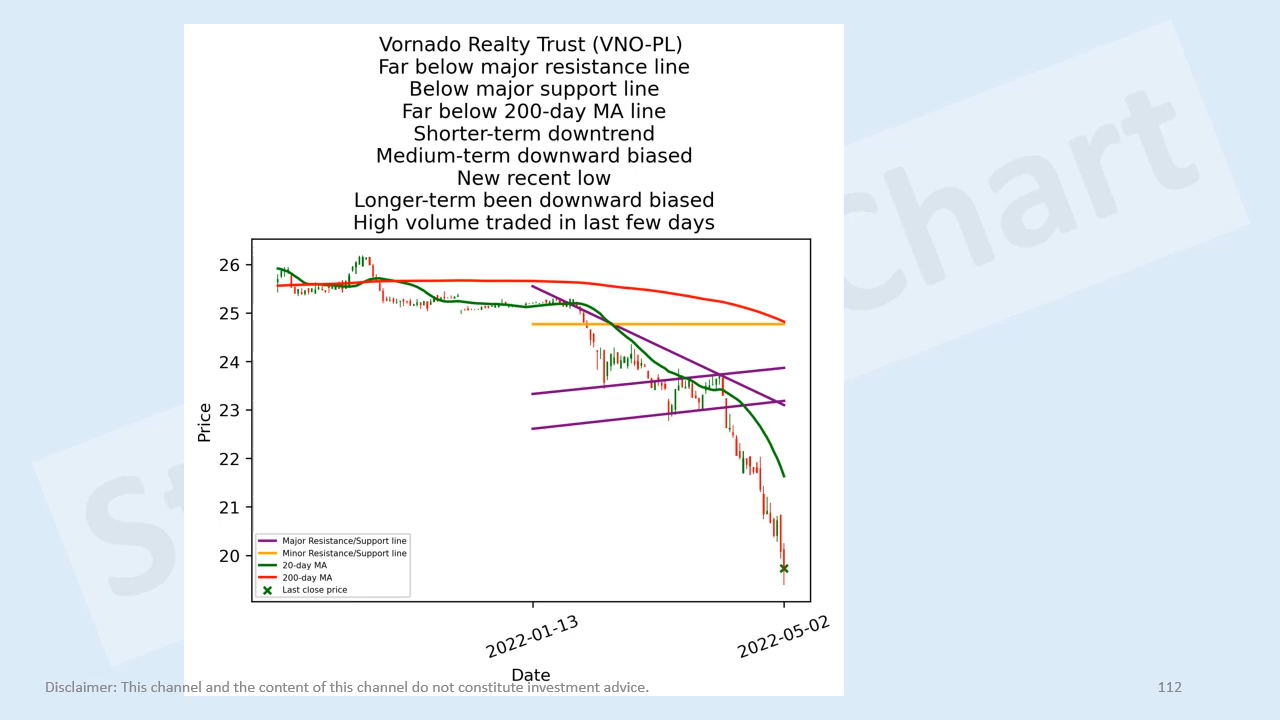 Vornado Realty Trust (VNO-PL)
Far below major resistance line
Below major support line
Far below 200-day MA line
Shorter-term downtrend
Medium-term downward biased
New recent low
Longer-term been downward biased
High volume traded in last few days
26
25
24
23
22
21
20
Price
Major Resistance/Support line
Minor Resistance/Support line
20-day MA
200-day MA
Last close price
2022-01-13
2022-05-02
Date
Disclaimer: This channel and the content of this channel do not constitute investment advice.
112
St
Chart